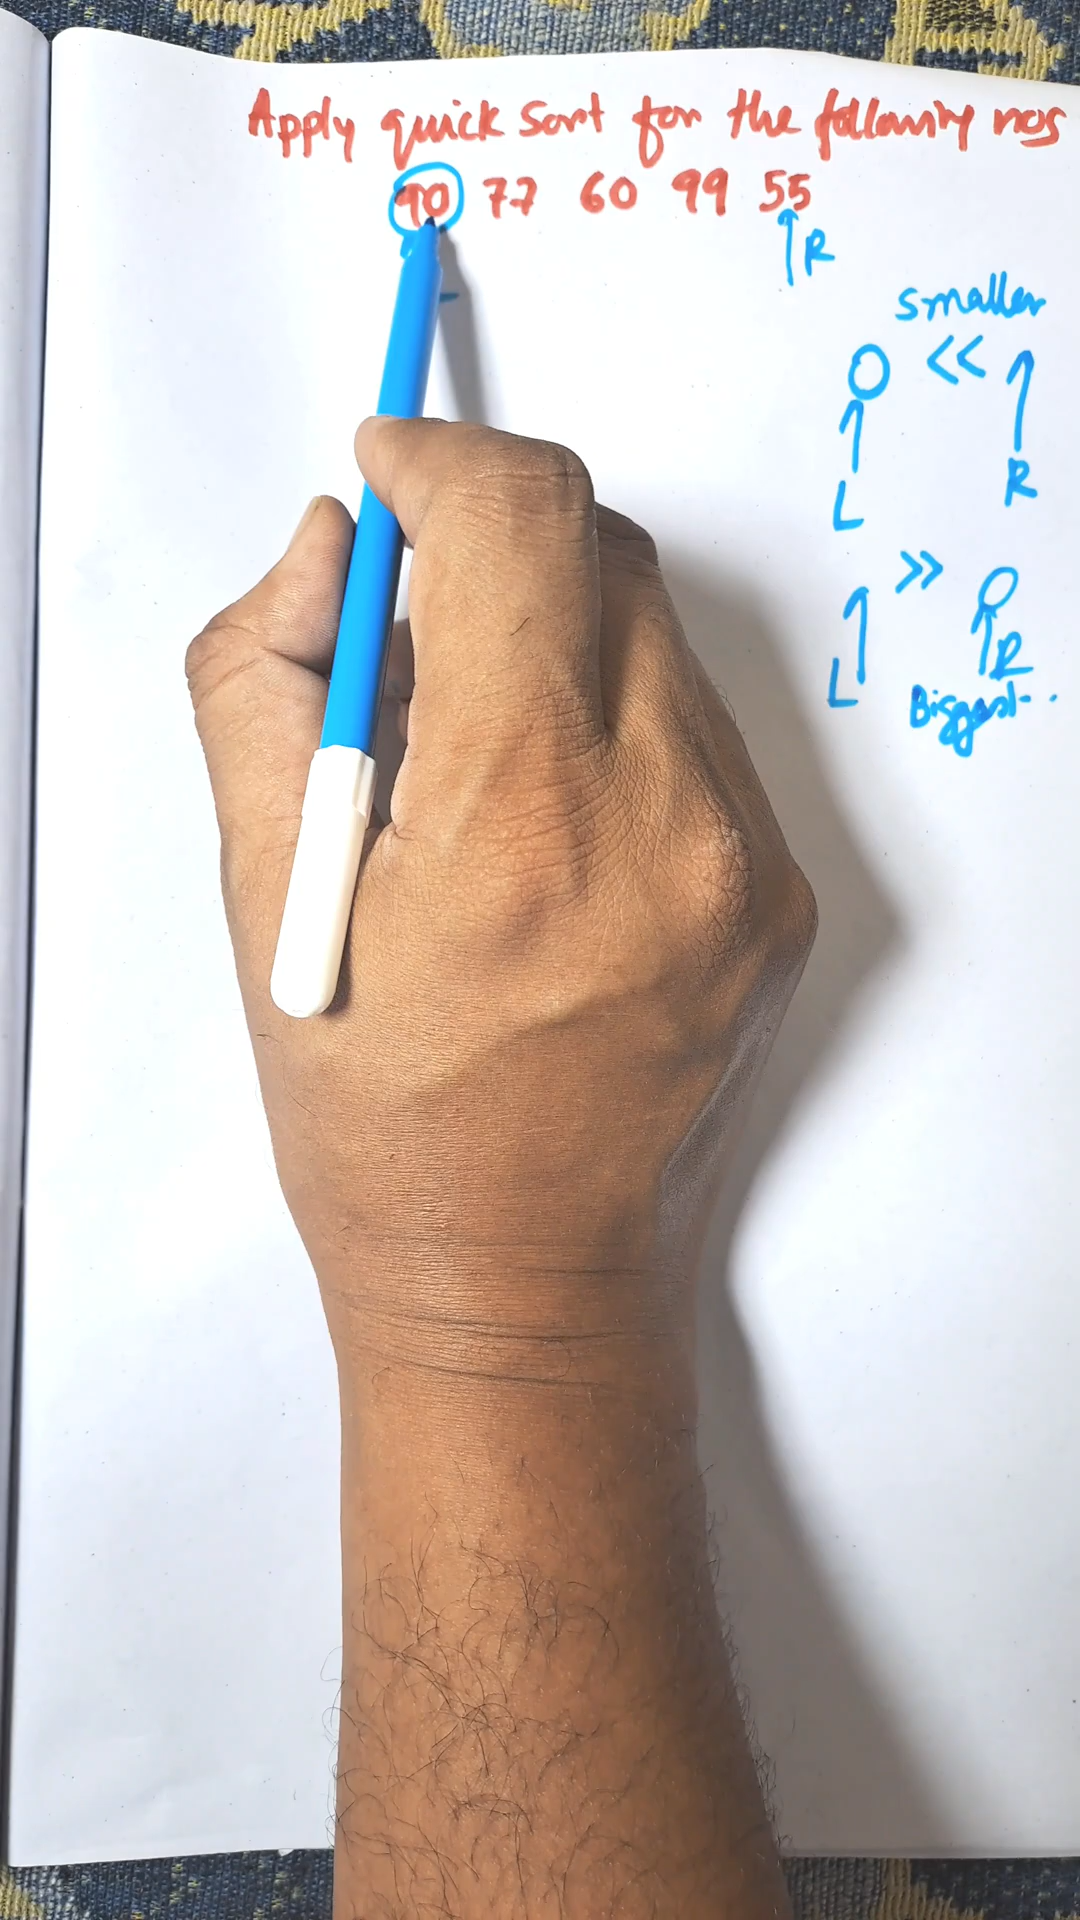 Apply quick sort for the following nos
90 77 60 99 55
R
smaller
O <<
L R
>> O
L R
Biggest..